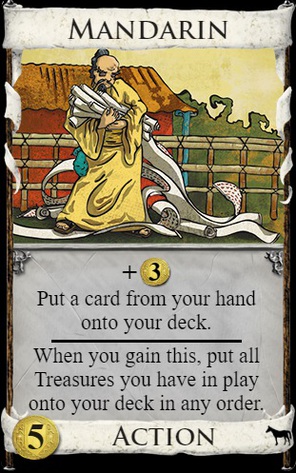 MANDARIN
+3
Put a card from your hand
onto your deck.
When you gain this, put all
Treasures you have in play
onto your deck in any order.
5 ACTION